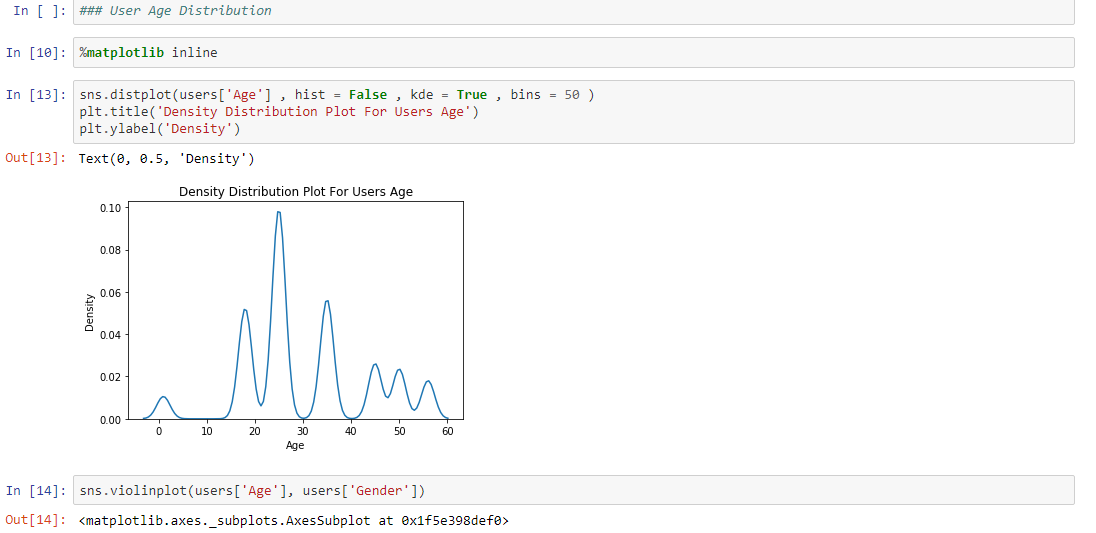 In [ ]: ### User Age Distribution
In [10]: %matplotlib inline
In [13]: sns.distplot(users['Age'] , hist = False , kde = True , bins = 50 )
plt.title('Density Distribution Plot For Users Age')
plt.ylabel('Density')
Out[13]: Text(0, 0.5, 'Density')
Density Distribution Plot For Users Age
0.10
0.08
0.06
0.04
0.02
0.00
Density
0 10 20 30 40 50 60
Age
In [14]: sns.violinplot(users['Age'], users['Gender'])
Out[14]: <matplotlib.axes._subplots.AxesSubplot at 0x1f5e398def0>